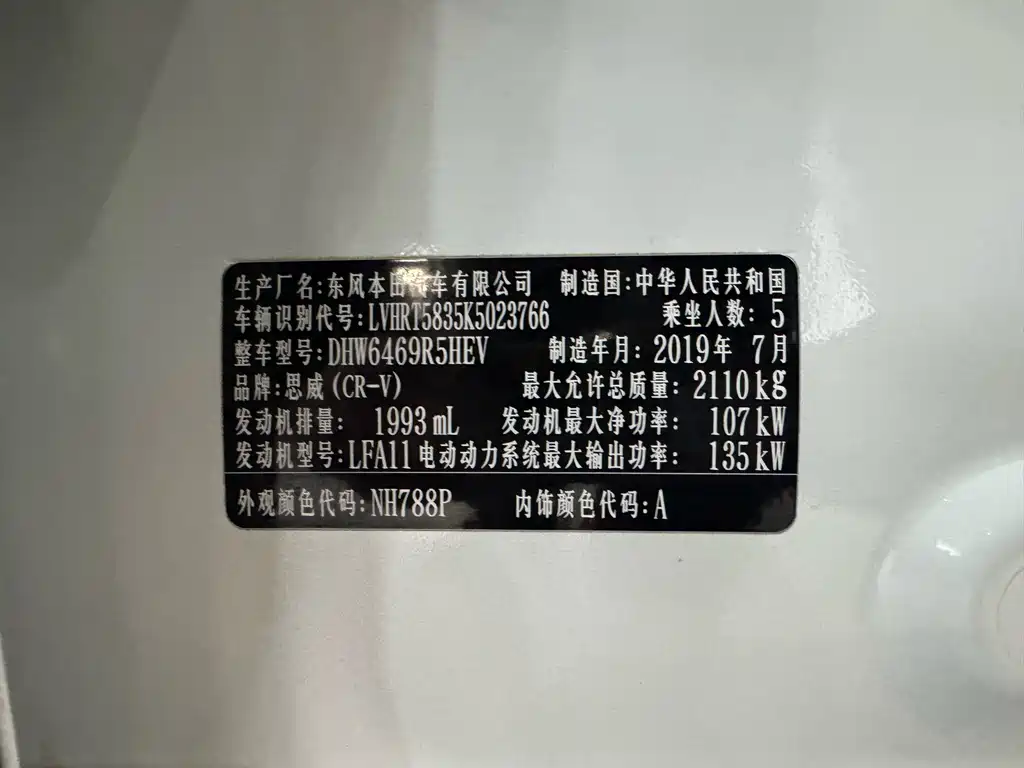 生产厂名:东风本田汽车有限公司 制造国:中华人民共和国
车辆识别代号:LVHRT5835K5023766 乘坐人数: 5
整车型号:DHW6469R5HEV 制造年月: 2019年 7月
品牌:思威(CR-V) 最大允许总质量: 2110kg
发动机排量: 1993mL 发动机最大净功率: 107kW
发动机型号:LFA11 电动动力系统最大输出功率: 135kW
外观颜色代码:NH788P 内饰颜色代码:A